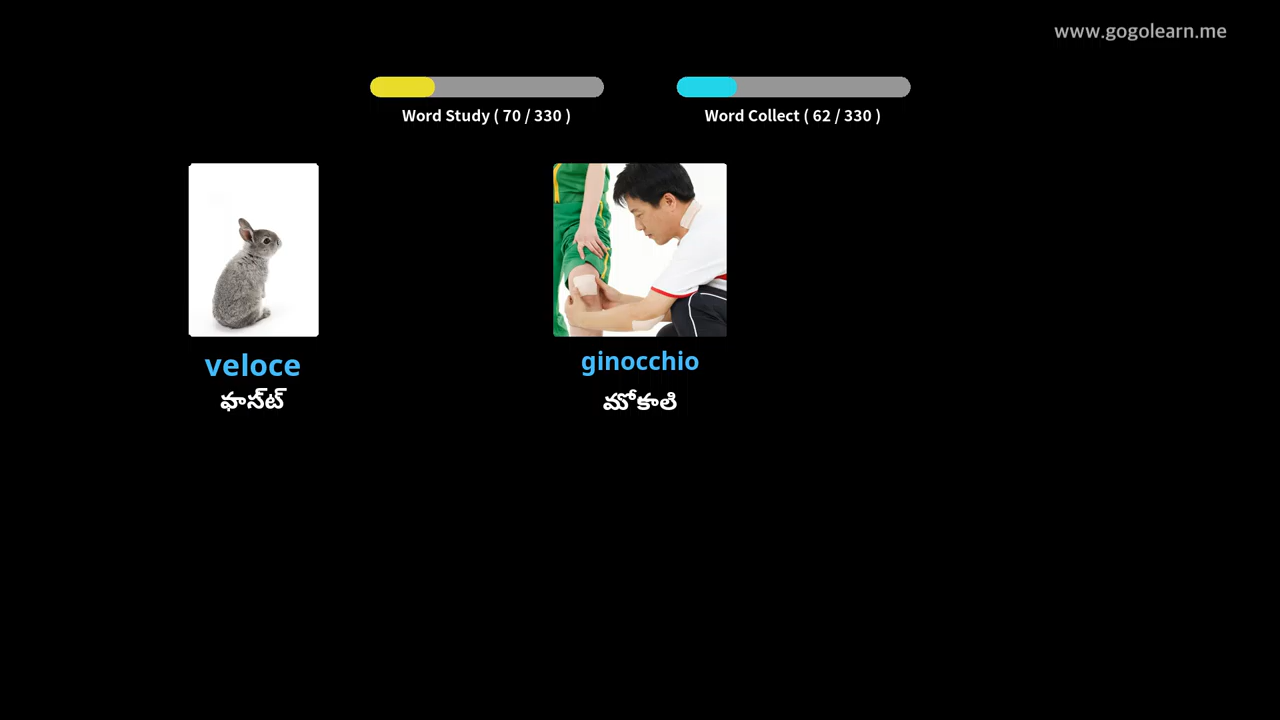 www.gogolearn.me
Word Study ( 70 / 330 )
Word Collect ( 62 / 330 )
veloce
ఫాస్ట్
ginocchio
మోకాలి